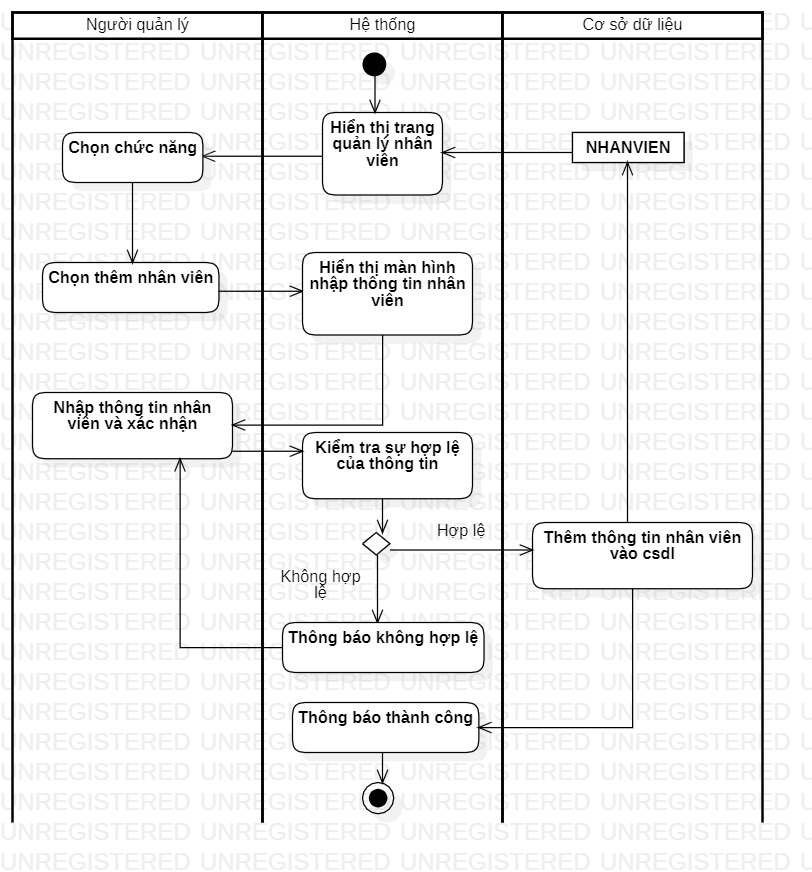 Người quản lý
Hệ thống
Cơ sở dữ liệu
Hiển thị trang
quản lý nhân
viên
Chọn chức năng
NHANVIEN
Chọn thêm nhân viên
Hiển thị màn hình
nhập thông tin nhân
viên
Nhập thông tin nhân
viên và xác nhận
Kiểm tra sự hợp lệ
của thông tin
Hợp lệ
Thêm thông tin nhân viên
vào csdl
Không hợp
lệ
Thông báo không hợp lệ
Thông báo thành công
UNREGISTERED